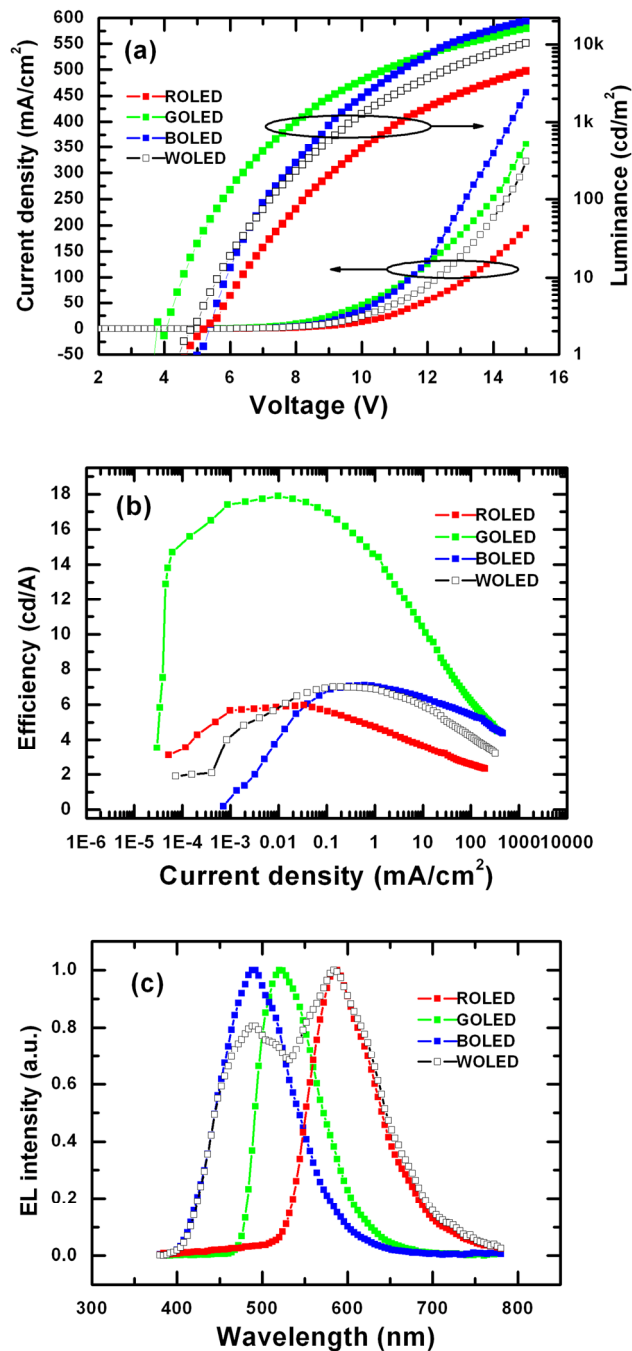 600
550
500
450
400
350
300
250
200
150
100
50
0
-50
Current density (mA/cm²)
(a)
ROLED
GOLED
BOLED
WOLED
10k
1k
100
10
1
Luminance (cd/m²)
2 4 6 8 10 12 14 16
Voltage (V)
18
16
14
12
10
8
6
4
2
0
Efficiency (cd/A)
(b)
ROLED
GOLED
BOLED
WOLED
1E-6 1E-5 1E-4 1E-3 0.01 0.1 1 10 100 1000 10000
Current density (mA/cm²)
1.0
0.8
0.6
0.4
0.2
0.0
EL intensity (a.u.)
(c)
ROLED
GOLED
BOLED
WOLED
300 400 500 600 700 800
Wavelength (nm)